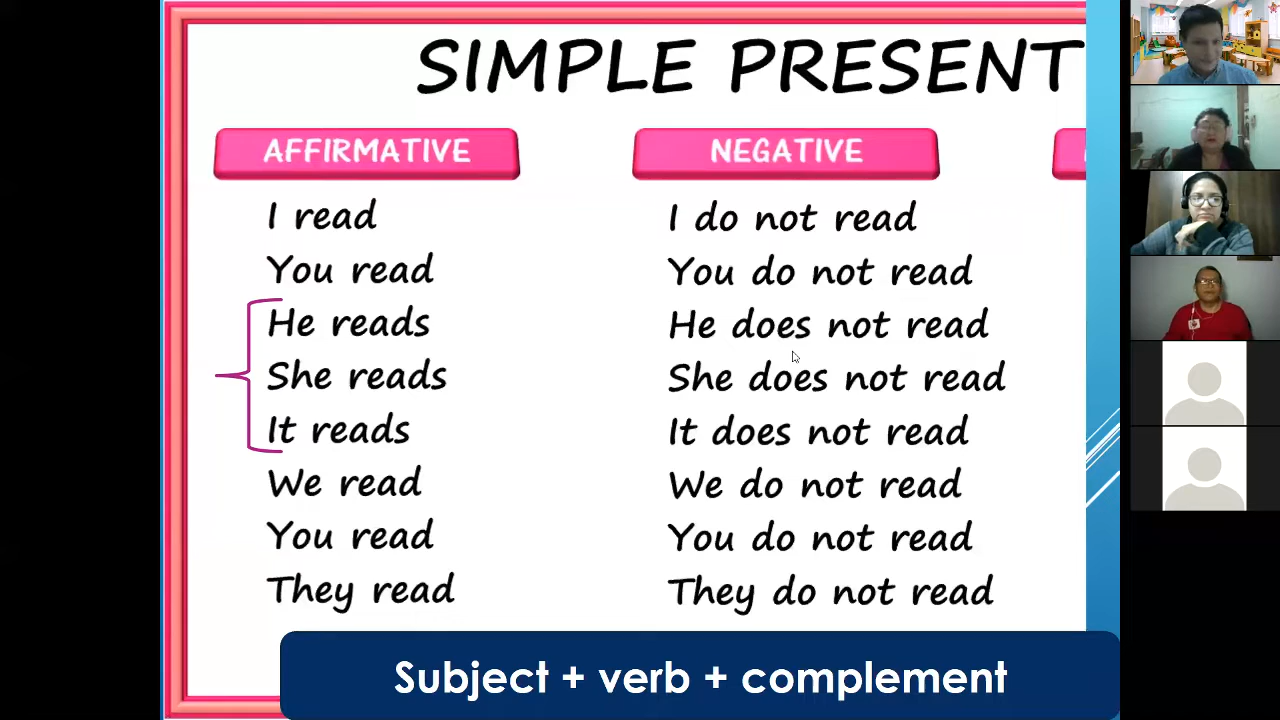 SIMPLE PRESENT
AFFIRMATIVE
I read
You read
He reads
She reads
It reads
We read
You read
They read
NEGATIVE
I do not read
You do not read
He does not read
She does not read
It does not read
We do not read
You do not read
They do not read
Subject + verb + complement